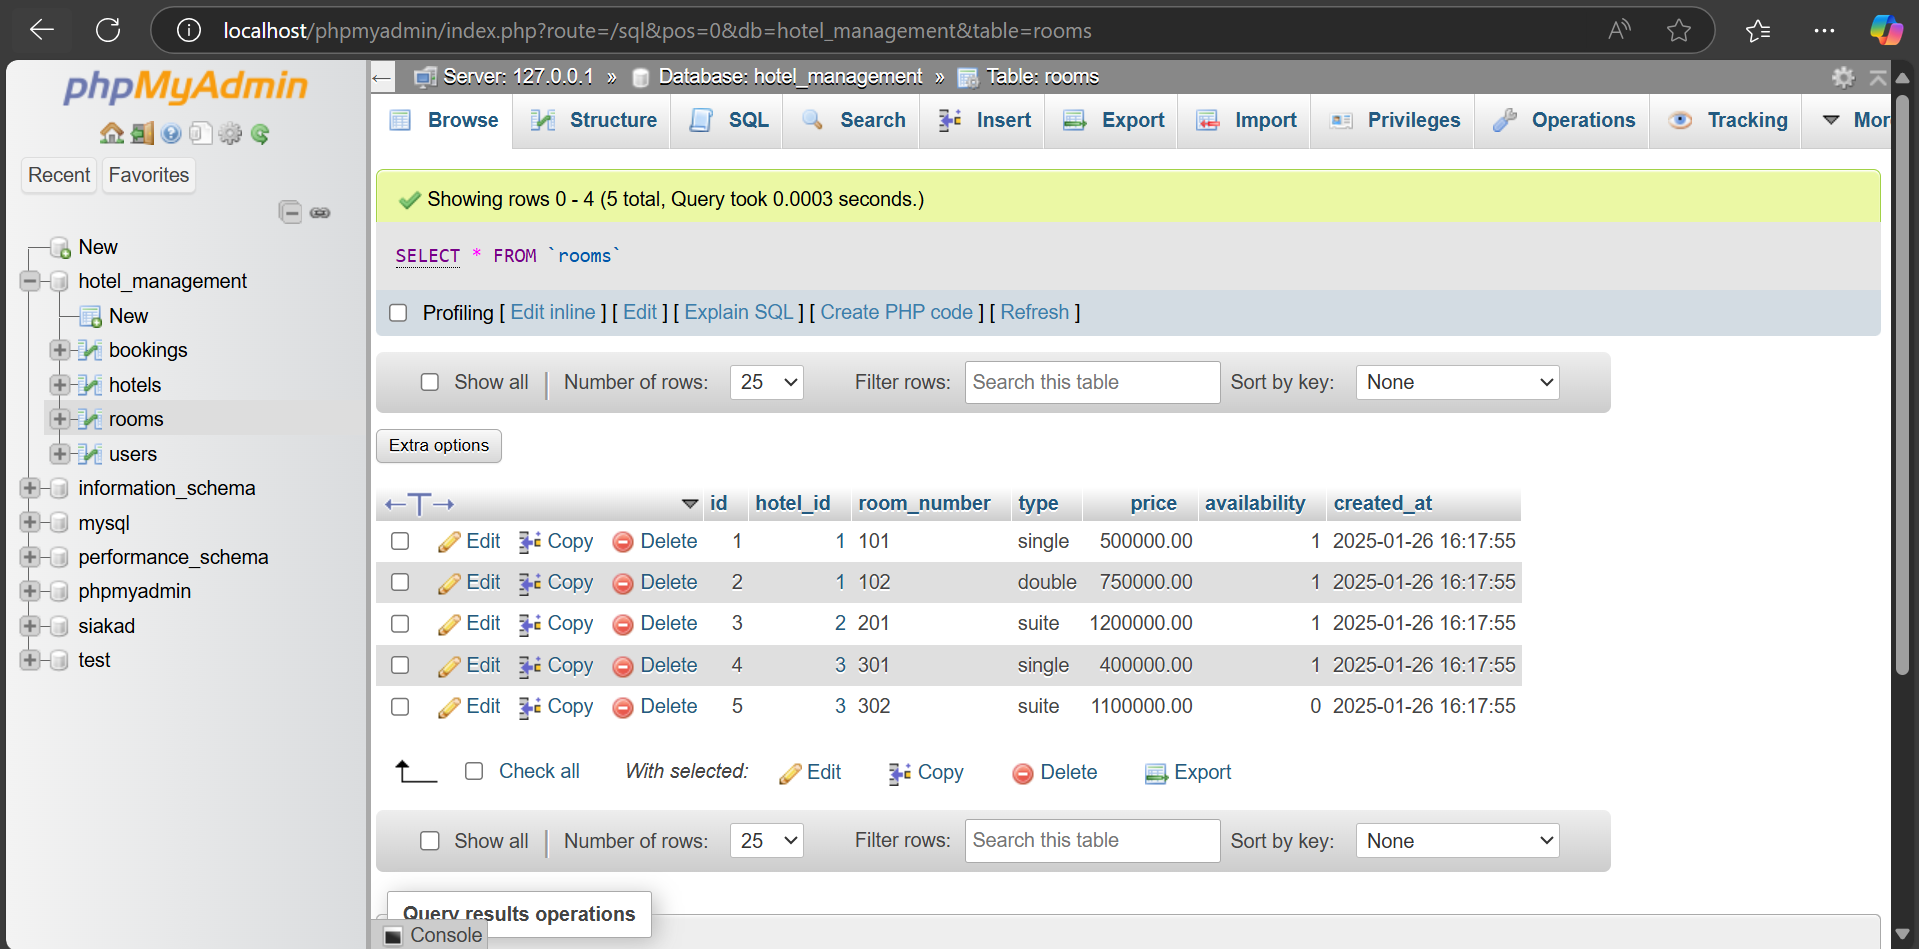 localhost/phpmyadmin/index.php?route=/sql&pos=0&db=hotel_management&table=rooms
phpMyAdmin
Recent Favorites
New
hotel_management
New
bookings
hotels
rooms
users
information_schema
mysql
performance_schema
phpmyadmin
siakad
test
Server: 127.0.0.1 » Database: hotel_management » Table: rooms
Browse Structure SQL Search Insert Export Import Privileges Operations Tracking
Showing rows 0 - 4 (5 total, Query took 0.0003 seconds.)
SELECT * FROM `rooms`
Profiling [ Edit inline ] [ Edit ] [ Explain SQL ] [ Create PHP code ] [ Refresh ]
Show all Number of rows: 25 Filter rows: Search this table Sort by key: None
Extra options
id hotel_id room_number type price availability created_at
Edit Copy Delete 1 1 101 single 500000.00 1 2025-01-26 16:17:55
Edit Copy Delete 2 1 102 double 750000.00 1 2025-01-26 16:17:55
Edit Copy Delete 3 2 201 suite 1200000.00 1 2025-01-26 16:17:55
Edit Copy Delete 4 3 301 single 400000.00 1 2025-01-26 16:17:55
Edit Copy Delete 5 3 302 suite 1100000.00 0 2025-01-26 16:17:55
Check all With selected: Edit Copy Delete Export
Show all Number of rows: 25 Filter rows: Search this table Sort by key: None
Query results operations
Console